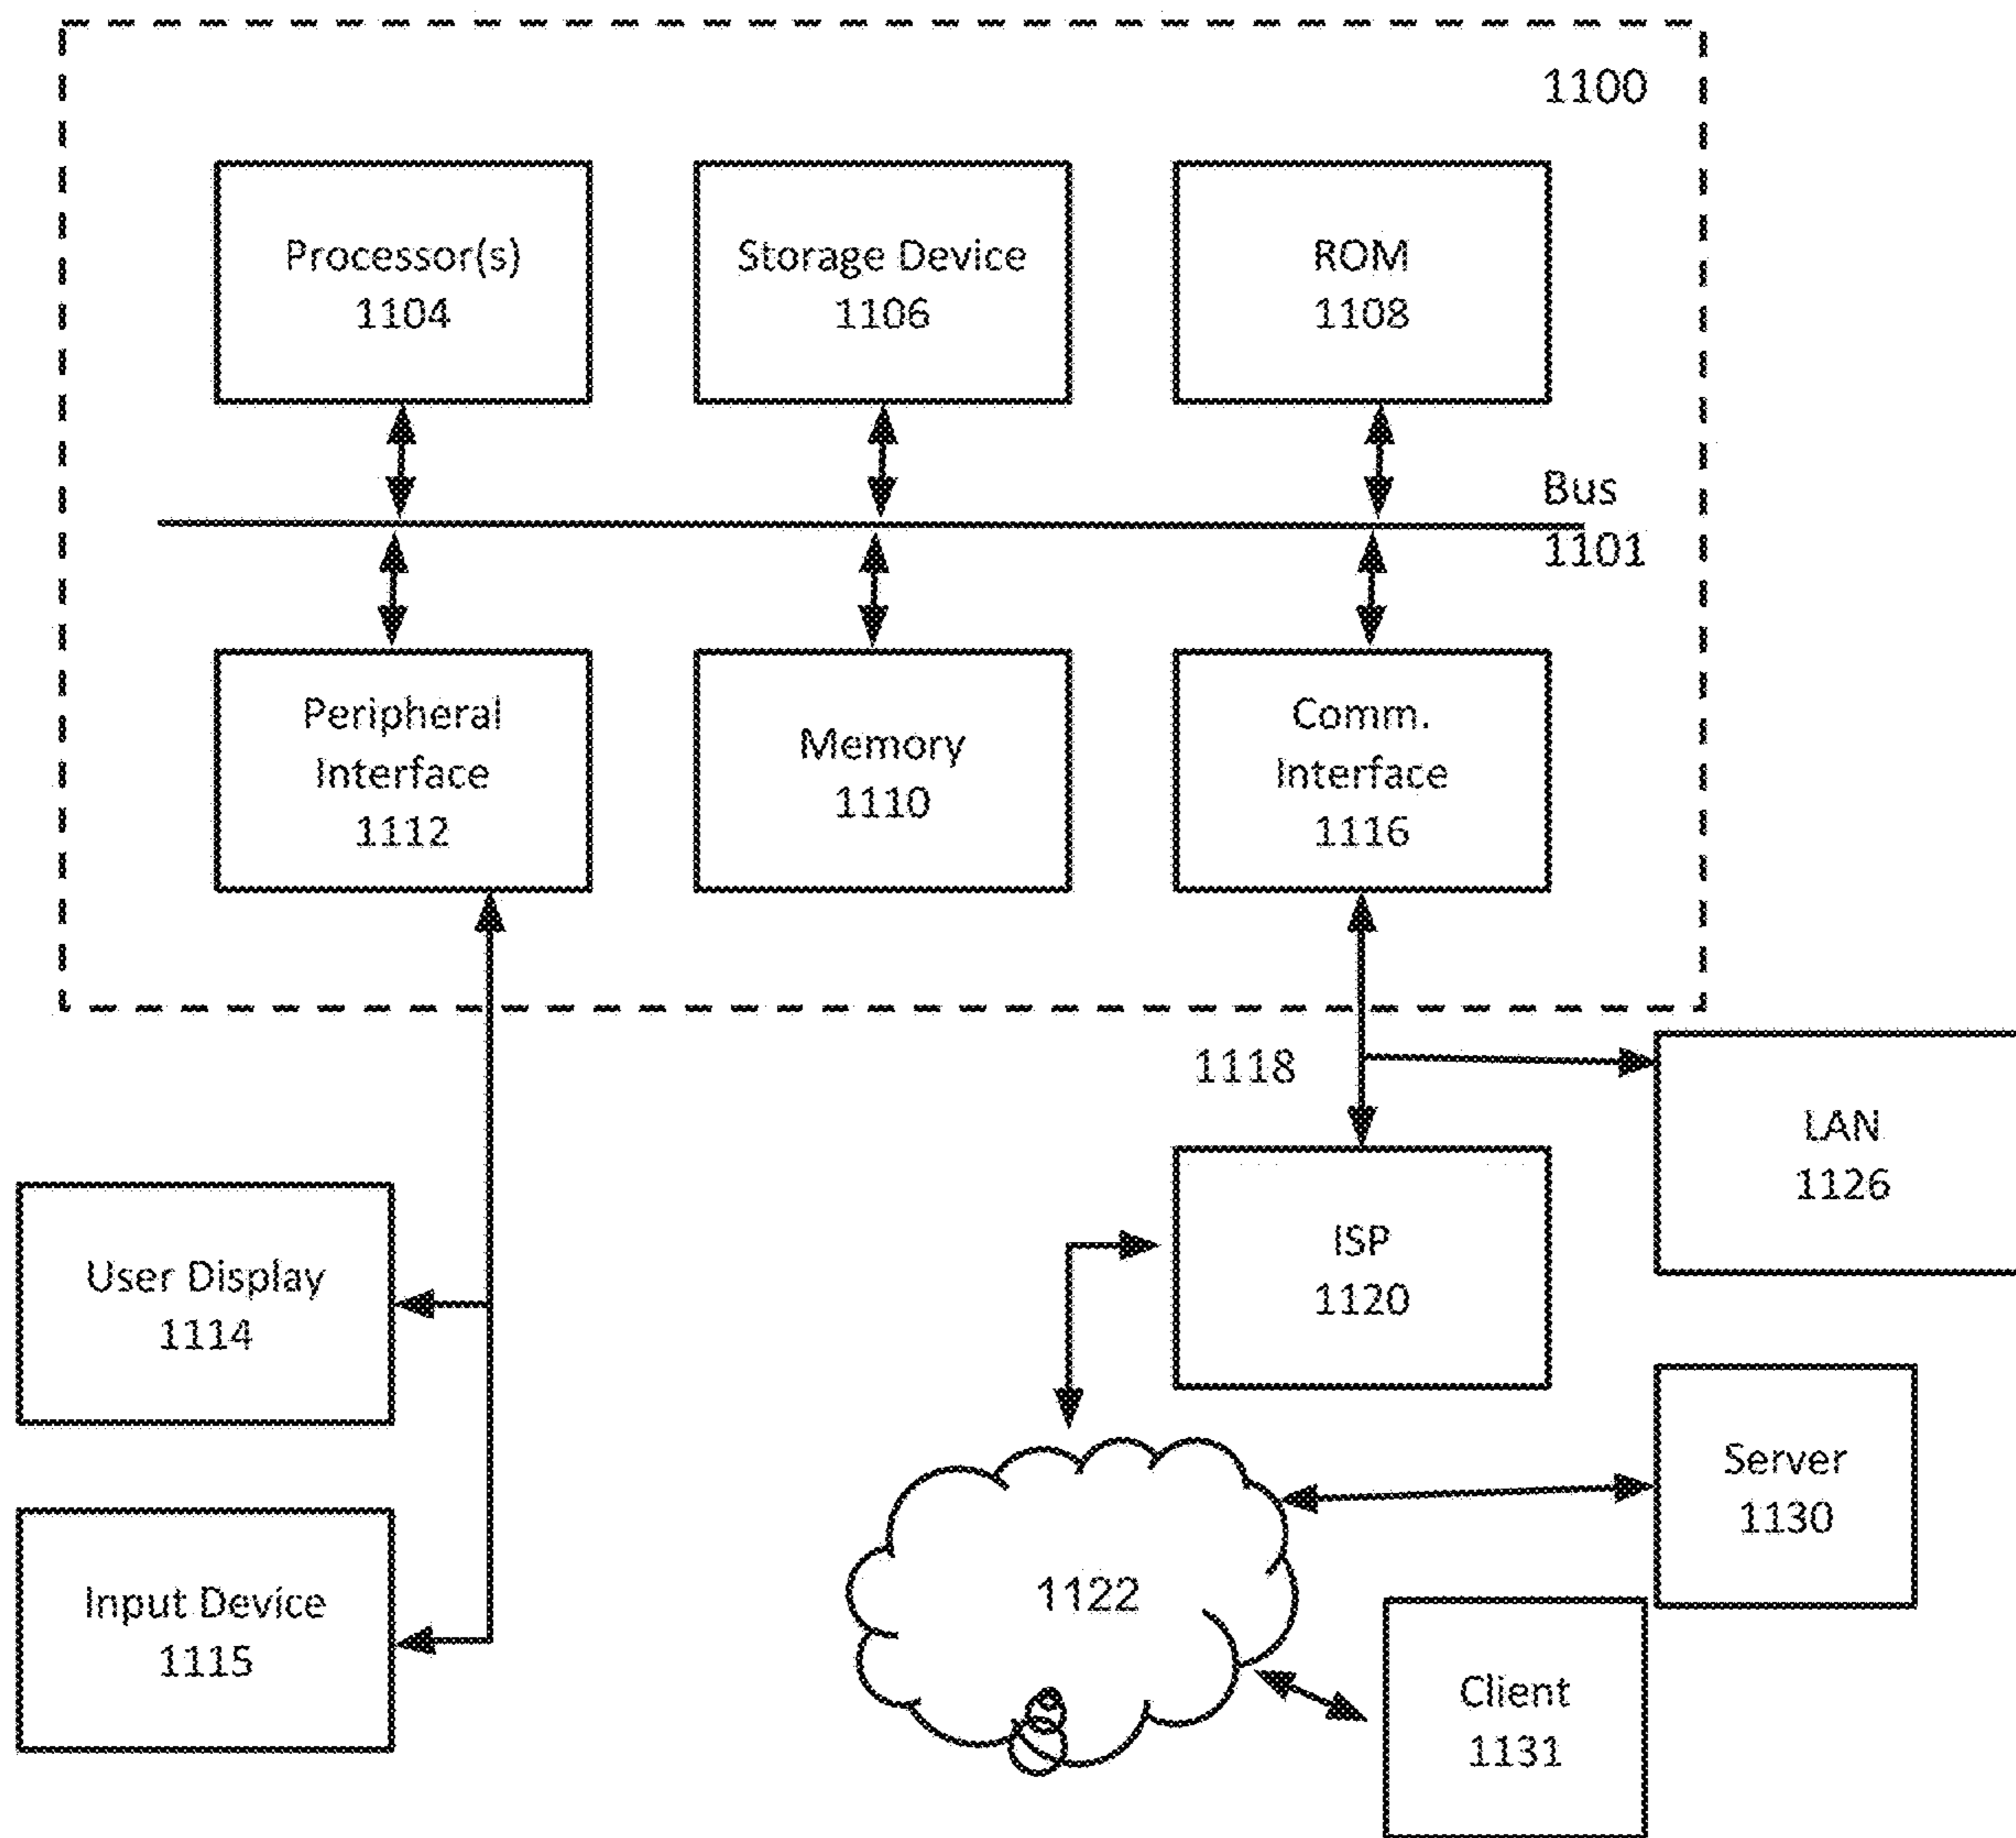 1100
Processor(s)
1104
Storage Device
1106
ROM
1108
Bus
1101
Peripheral
Interface
1112
Memory
1110
Comm.
Interface
1116
1118
LAN
1126
User Display
1114
ISP
1120
Server
1130
Input Device
1115
1122
Client
1131